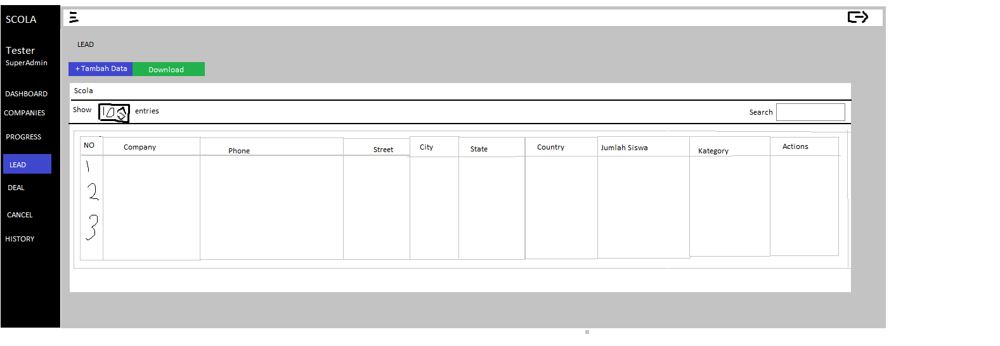 SCOLA
Tester
SuperAdmin
DASHBOARD
COMPANIES
PROGRESS
LEAD
DEAL
CANCEL
HISTORY
LEAD
+Tambah Data Download
Scola
Show 10 entries Search
NO Company Phone Street City State Country Jumlah Siswa Kategory Actions
1
2
3